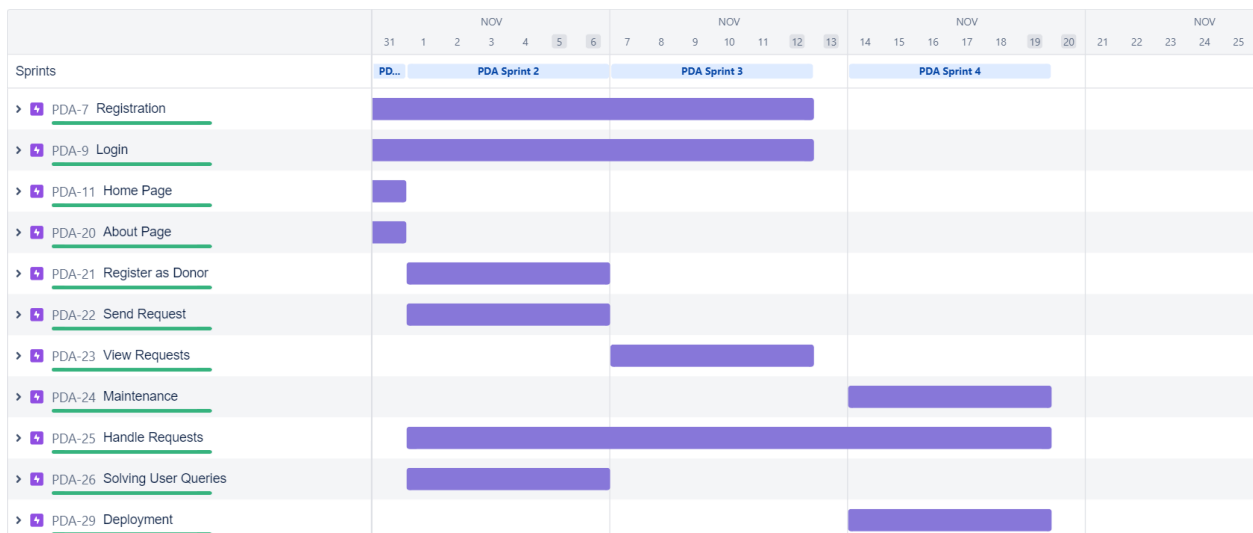 NOV NOV NOV NOV
31 1 2 3 4 5 6 7 8 9 10 11 12 13 14 15 16 17 18 19 20 21 22 23 24 25
Sprints PD... PDA Sprint 2 PDA Sprint 3 PDA Sprint 4
PDA-7 Registration
PDA-9 Login
PDA-11 Home Page
PDA-20 About Page
PDA-21 Register as Donor
PDA-22 Send Request
PDA-23 View Requests
PDA-24 Maintenance
PDA-25 Handle Requests
PDA-26 Solving User Queries
PDA-29 Deployment